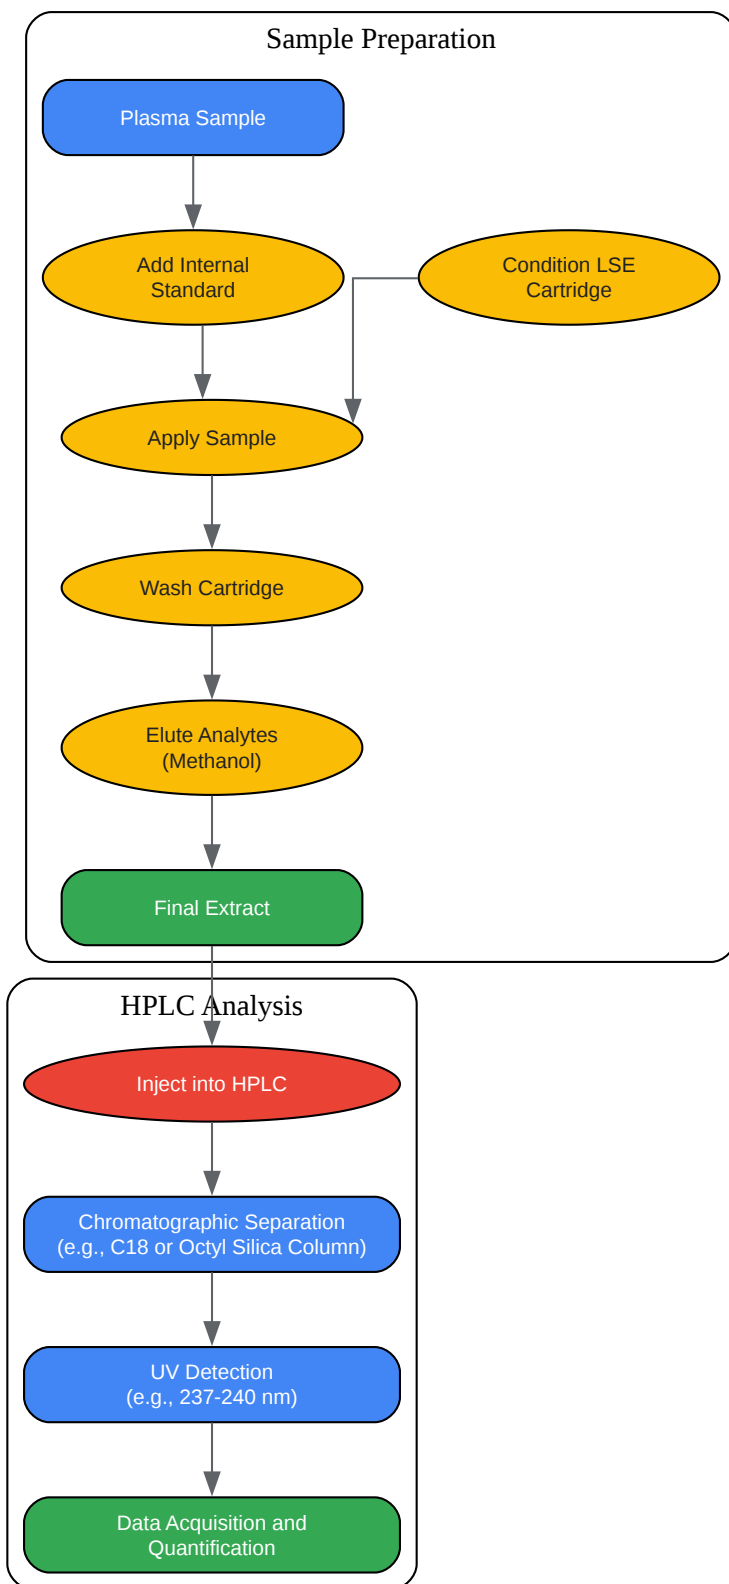 Sample Preparation
Plasma Sample
Add Internal
Standard
Condition LSE
Cartridge
Apply Sample
Wash Cartridge
Elute Analytes
(Methanol)
Final Extract
HPLC Analysis
Inject into HPLC
Chromatographic Separation
(e.g., C18 or Octyl Silica Column)
UV Detection
(e.g., 237-240 nm)
Data Acquisition and
Quantification